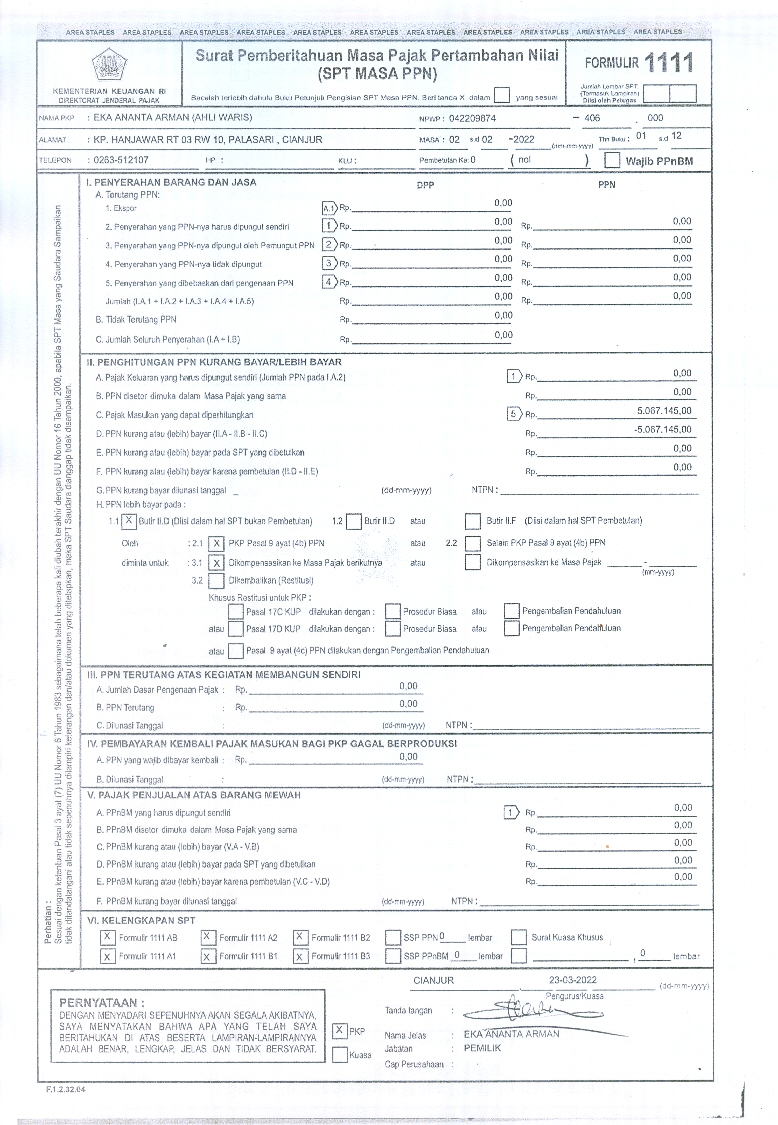 AREA STAPLES AREA STAPLES AREA STAPLES AREA STAPLES AREA STAPLES AREA STAPLES AREA STAPLES AREA STAPLES AREA STAPLES AREA STAPLES AREA STAPLES
KEMENTERIAN KEUANGAN RI
DIREKTORAT JENDERAL PAJAK
Surat Pemberitahuan Masa Pajak Pertambahan Nilai
(SPT MASA PPN)
Bacalah terlebih dahulu Buku Petunjuk Pengisian SPT Masa PPN. Beri tanda X dalam yang sesuai
FORMULIR 1111
Jumlah Lembar SPT
(Termasuk Lampiran)
Diisi oleh Petugas
NAMA PKP : EKA ANANTA ARMAN (AHLI WARIS) NPWP : 042209874 – 406 . 000
ALAMAT : KP. HANJAWAR RT 03 RW 10, PALASARI , CIANJUR MASA : 02 s.d 02 -2022 (mm-mm-yyyy) Thn Buku : 01 s.d 12
TELEPON : 0263-512107 HP : KLU : Pembetulan Ke: 0 ( nol ) Wajib PPnBM
I. PENYERAHAN BARANG DAN JASA DPP PPN
A. Terutang PPN:
1. Ekspor A.1 Rp. 0,00
2. Penyerahan yang PPN-nya harus dipungut sendiri 1 Rp. 0,00 Rp. 0,00
3. Penyerahan yang PPN-nya dipungut oleh Pemungut PPN 2 Rp. 0,00 Rp. 0,00
4. Penyerahan yang PPN-nya tidak dipungut 3 Rp. 0,00 Rp. 0,00
5. Penyerahan yang dibebaskan dari pengenaan PPN 4 Rp. 0,00 Rp. 0,00
Jumlah (I.A.1 + I.A.2 + I.A.3 + I.A.4 + I.A.5) Rp. 0,00 Rp. 0,00
B. Tidak Terutang PPN Rp. 0,00
C. Jumlah Seluruh Penyerahan (I.A + I.B) Rp. 0,00
II. PENGHITUNGAN PPN KURANG BAYAR/LEBIH BAYAR
A. Pajak Keluaran yang harus dipungut sendiri (Jumlah PPN pada I.A.2) 1 Rp. 0,00
B. PPN disetor dimuka dalam Masa Pajak yang sama Rp. 0,00
C. Pajak Masukan yang dapat diperhitungkan 5 Rp. 5.067.145,00
D. PPN kurang atau (lebih) bayar (II.A - II.B - II.C) Rp. -5.067.145,00
E. PPN kurang atau (lebih) bayar pada SPT yang dibetulkan Rp. 0,00
F. PPN kurang atau (lebih) bayar karena pembetulan (II.D - II.E) Rp. 0,00
G. PPN kurang bayar dilunasi tanggal _ (dd-mm-yyyy) NTPN :
H. PPN lebih bayar pada :
1.1 X Butir II.D (Diisi dalam hal SPT bukan Pembetulan) 1.2 Butir II.D atau Butir II.F (Diisi dalam hal SPT Pembetulan)
Oleh : 2.1 X PKP Pasal 9 ayat (4b) PPN atau 2.2 Selain PKP Pasal 9 ayat (4b) PPN
diminta untuk : 3.1 X Dikompensasikan ke Masa Pajak berikutnya atau Dikompensasikan ke Masa Pajak - (mm-yyyy)
3.2 Dikembalikan (Restitusi)
Khusus Restitusi untuk PKP :
Pasal 17C KUP dilakukan dengan : Prosedur Biasa atau Pengembalian Pendahuluan
atau Pasal 17D KUP dilakukan dengan : Prosedur Biasa atau Pengembalian Pendahuluan
atau Pasal 9 ayat (4c) PPN dilakukan dengan Pengembalian Pendahuluan
III. PPN TERUTANG ATAS KEGIATAN MEMBANGUN SENDIRI
A. Jumlah Dasar Pengenaan Pajak : Rp. 0,00
B. PPN Terutang : Rp. 0,00
C. Dilunasi Tanggal : (dd-mm-yyyy) NTPN :
IV. PEMBAYARAN KEMBALI PAJAK MASUKAN BAGI PKP GAGAL BERPRODUKSI
A. PPN yang wajib dibayar kembali : Rp. 0,00
B. Dilunasi Tanggal : (dd-mm-yyyy) NTPN :
V. PAJAK PENJUALAN ATAS BARANG MEWAH
A. PPnBM yang harus dipungut sendiri 1 Rp 0,00
B. PPnBM disetor dimuka dalam Masa Pajak yang sama Rp. 0,00
C. PPnBM kurang atau (lebih) bayar (V.A - V.B) Rp. 0,00
D. PPnBM kurang atau (lebih) bayar pada SPT yang dibetulkan Rp. 0,00
E. PPnBM kurang atau (lebih) bayar karena pembetulan (V.C - V.D) Rp. 0,00
F. PPnBM kurang bayar dilunasi tanggal (dd-mm-yyyy) NTPN :
VI. KELENGKAPAN SPT
X Formulir 1111 AB X Formulir 1111 A2 X Formulir 1111 B2 SSP PPN 0 lembar Surat Kuasa Khusus
X Formulir 1111 A1 X Formulir 1111 B1 X Formulir 1111 B3 SSP PPnBM 0 lembar , 0 lembar
Perhatian :
Sesuai dengan ketentuan Pasal 3 ayat (7) UU Nomor 6 Tahun 1983 sebagaimana telah beberapa kali diubah terakhir dengan UU Nomor 16 Tahun 2009, apabila SPT Masa yang Saudara Sampaikan
tidak ditandatangani atau tidak sepenuhnya dilampiri keterangan dan/atau dokumen yang ditetapkan, maka SPT Saudara dianggap tidak disampaikan.
CIANJUR 23-03-2022 (dd-mm-yyyy)
Pengurus/Kuasa
PERNYATAAN :
DENGAN MENYADARI SEPENUHNYA AKAN SEGALA AKIBATNYA,
SAYA MENYATAKAN BAHWA APA YANG TELAH SAYA
BERITAHUKAN DI ATAS BESERTA LAMPIRAN-LAMPIRANNYA
ADALAH BENAR, LENGKAP, JELAS DAN TIDAK BERSYARAT.
X PKP
Kuasa
Tanda tangan :
Nama Jelas : EKA ANANTA ARMAN
Jabatan : PEMILIK
Cap Perusahaan :
F.1.2.32.04